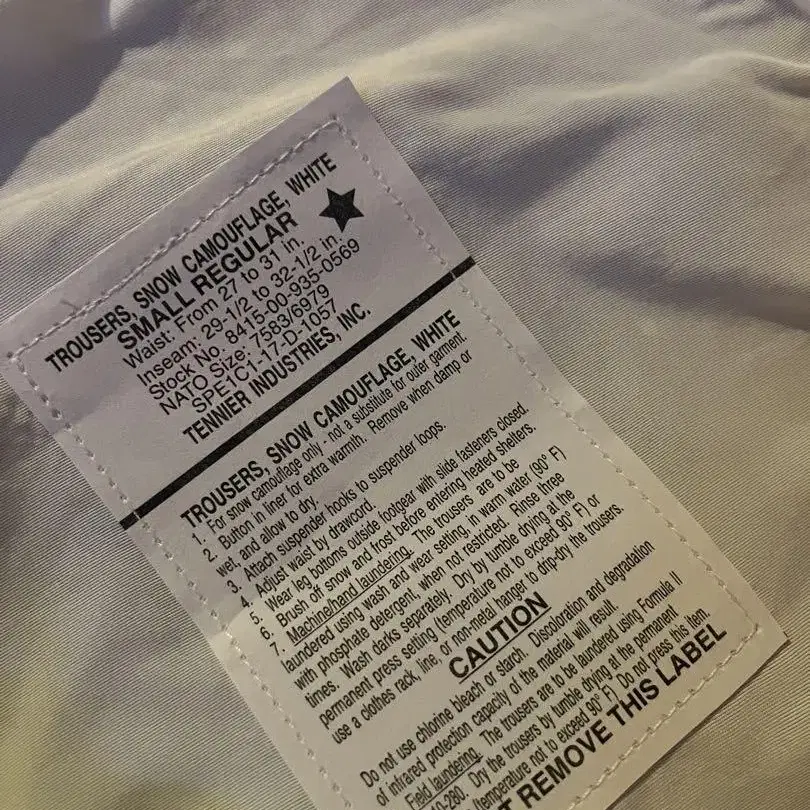 TROUSERS, SNOW CAMOUFLAGE, WHITE
SMALL REGULAR
Waist: From 27 to 31 in.
Inseam: 29-1/2 to 32-1/2 in.
Stock No. 8415-00-935-0569
NATO Size: 7583/6979
SPE1C1-17-D-1057
TENNIER INDUSTRIES, INC.
TROUSERS, SNOW CAMOUFLAGE, WHITE
1. For snow camouflage only - not a substitute for outer garment.
2. Button in liner for extra warmth. Remove when damp or
wet, and allow to dry.
3. Attach suspender hooks to suspender loops.
4. Adjust waist by drawcord.
5. Wear leg bottoms outside footgear with slide fasteners closed.
6. Brush off snow and frost before entering heated shelters.
7. Machine/hand laundering. The trousers are to be
laundered using wash and wear setting, in warm water (90° F)
with phosphate detergent, when not restricted. Rinse three
times. Wash darks separately. Dry by tumble drying at the
permanent press setting (temperature not to exceed 90° F) or
use a clothes rack, line, or non-metal hanger to drip-dry the trousers.
CAUTION
Do not use chlorine bleach or starch. Discoloration and degradation
of infrared protection capacity of the material will result.
Field laundering. The trousers are to be laundered using Formula II
10-280. Dry the trousers by tumble drying at the permanent
(temperature not to exceed 90° F) Do not press this item.
REMOVE THIS LABEL